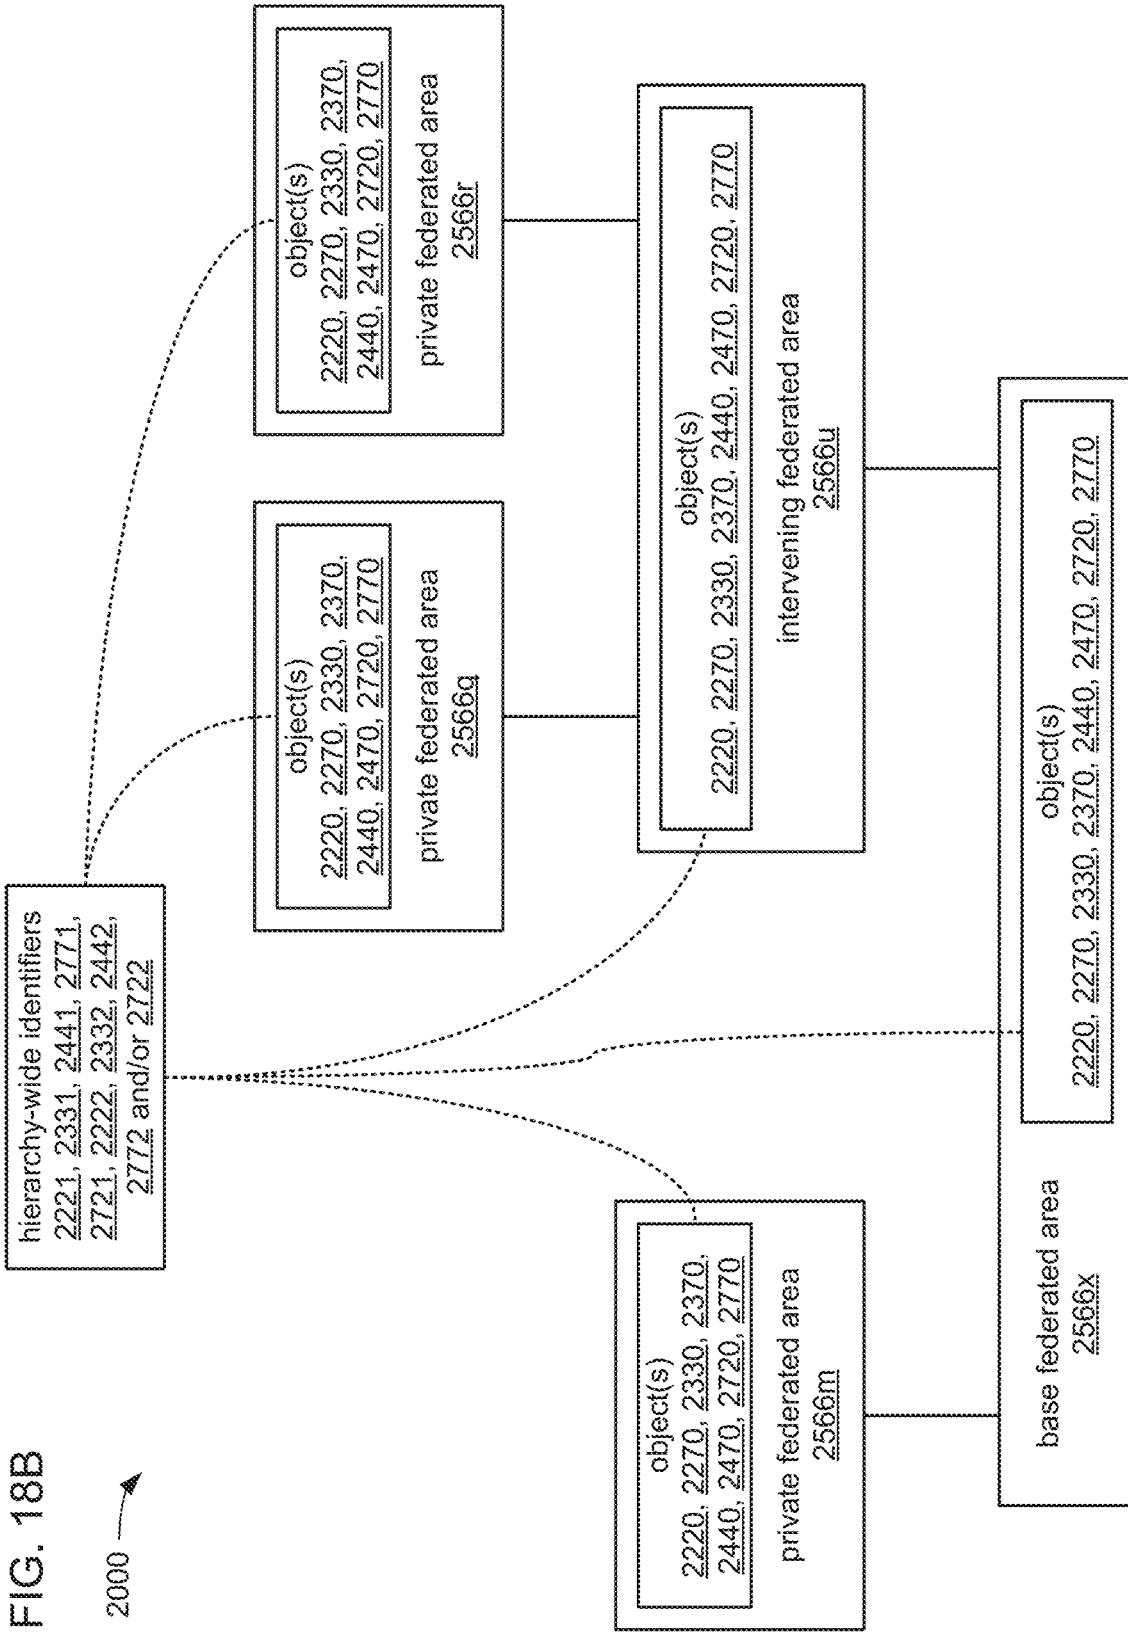 FIG. 18B
2000
hierarchy-wide identifiers
2221, 2331, 2441, 2771,
2721, 2222, 2332, 2442,
2772 and/or 2722
object(s)
2220, 2270, 2330, 2370,
2440, 2470, 2720, 2770
private federated area
2566q
object(s)
2220, 2270, 2330, 2370,
2440, 2470, 2720, 2770
private federated area
2566r
object(s)
2220, 2270, 2330, 2370,
2440, 2470, 2720, 2770
private federated area
2566m
object(s)
2220, 2270, 2330, 2370, 2440, 2470, 2720, 2770
intervening federated area
2566u
base federated area
2566x
object(s)
2220, 2270, 2330, 2370, 2440, 2470, 2720, 2770